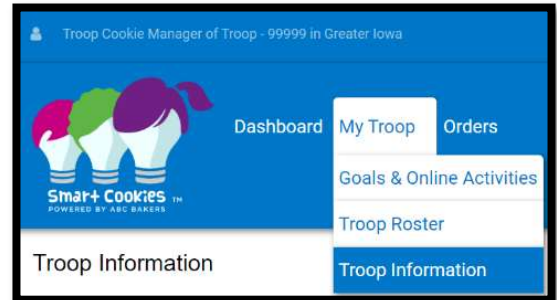 Troop Cookie Manager of Troop - 99999 in Greater Iowa
Dashboard My Troop Orders
Goals & Online Activities
Smart Cookies TM
POWERED BY ABC BAKERS
Troop Roster
Troop Information
Troop Information